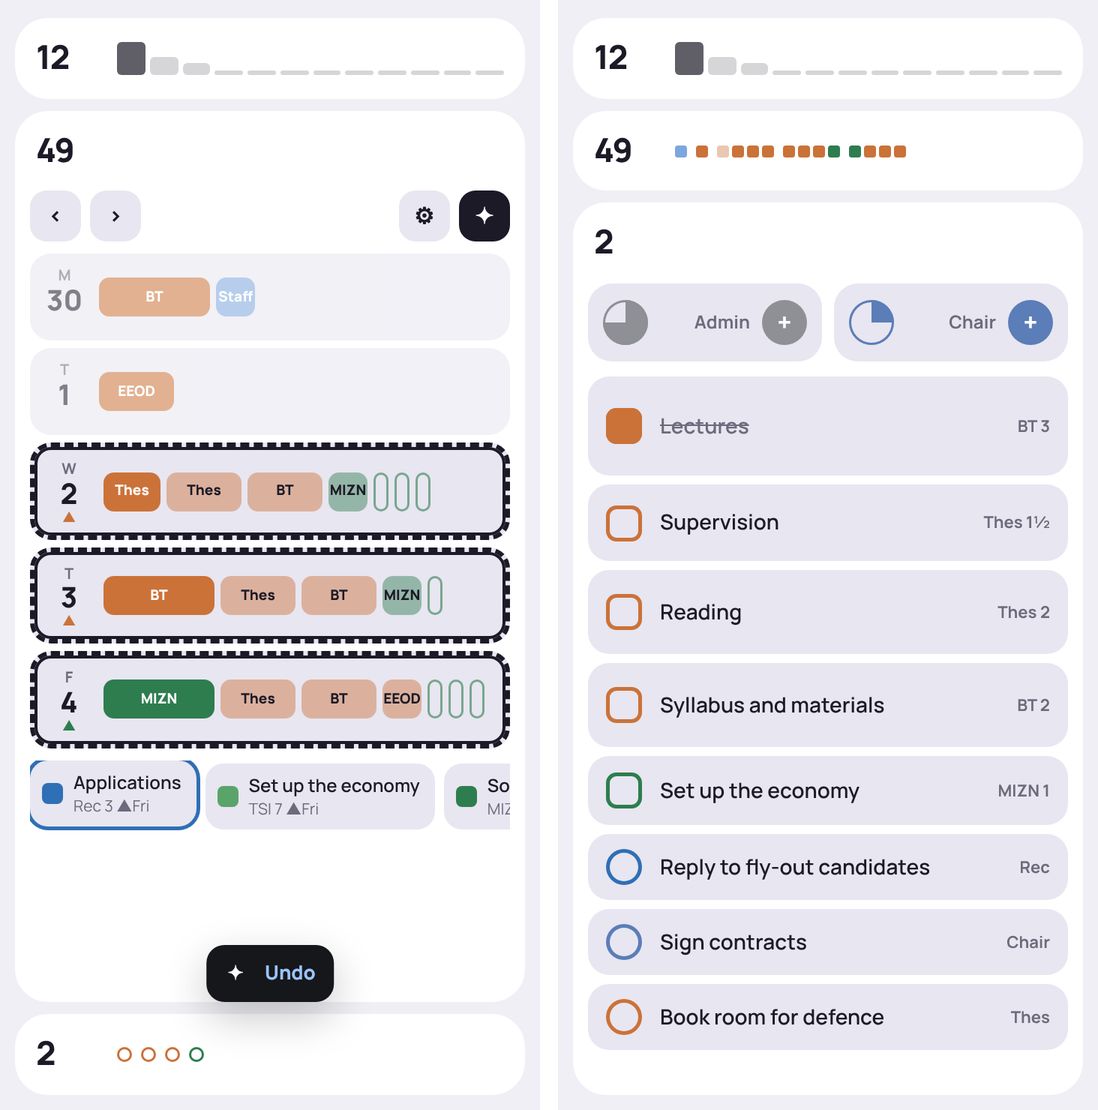 12
49
M
30
BT
Staff
T
1
EEOD
W
2
Thes
Thes
BT
MIZN
T
3
BT
Thes
BT
MIZN
F
4
MIZN
Thes
BT
EEOD
Applications
Rec 3 ▲Fri
Set up the economy
TSI 7 ▲Fri
So
MIZ
Undo
2
12
49
2
Admin
+
Chair
+
Lectures
BT 3
Supervision
Thes 1½
Reading
Thes 2
Syllabus and materials
BT 2
Set up the economy
MIZN 1
Reply to fly-out candidates
Rec
Sign contracts
Chair
Book room for defence
Thes